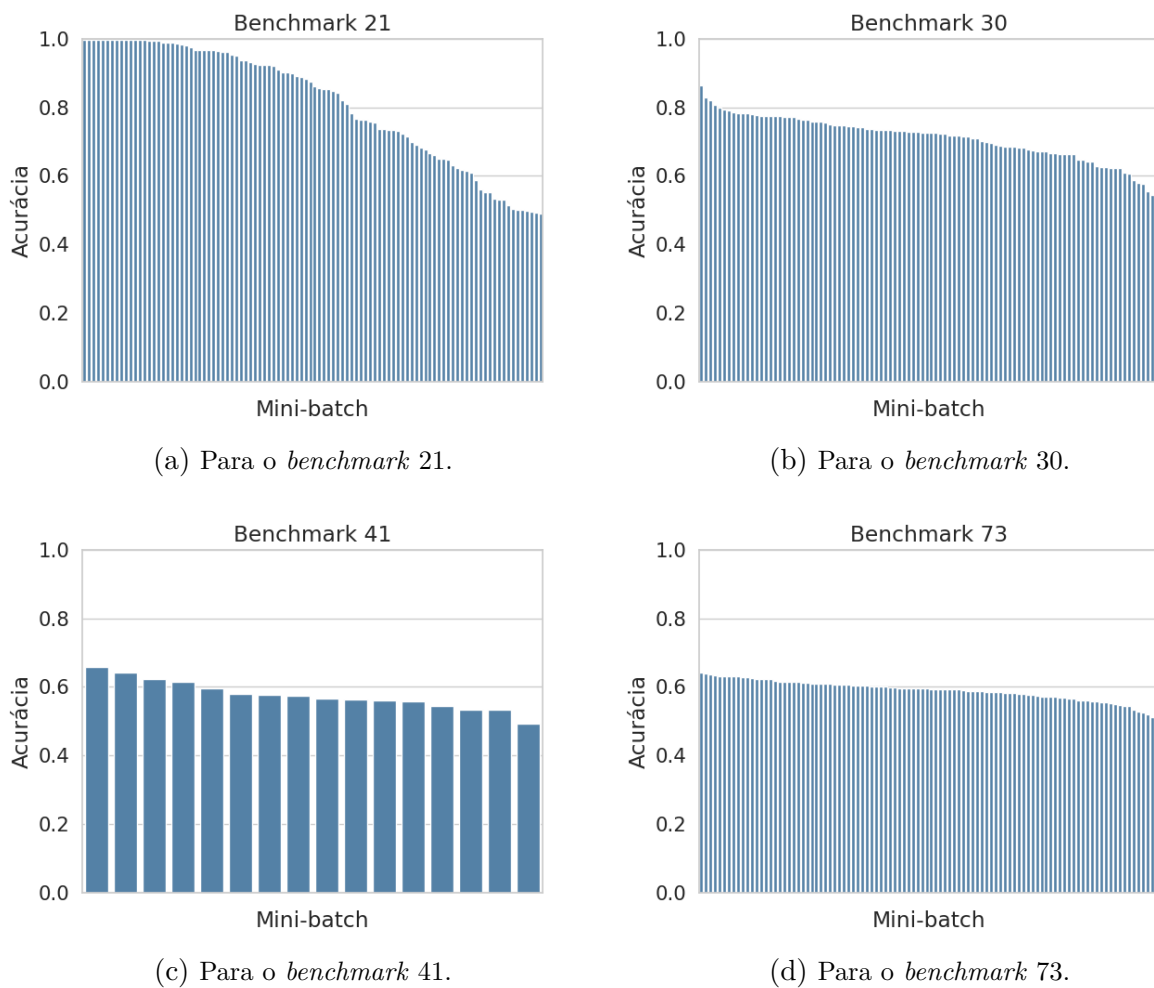 Benchmark 21
1.0
0.8
0.6
0.4
0.2
0.0
Acurácia
Mini-batch
(a) Para o benchmark 21.
Benchmark 30
1.0
0.8
0.6
0.4
0.2
0.0
Acurácia
Mini-batch
(b) Para o benchmark 30.
Benchmark 41
1.0
0.8
0.6
0.4
0.2
0.0
Acurácia
Mini-batch
(c) Para o benchmark 41.
Benchmark 73
1.0
0.8
0.6
0.4
0.2
0.0
Acurácia
Mini-batch
(d) Para o benchmark 73.